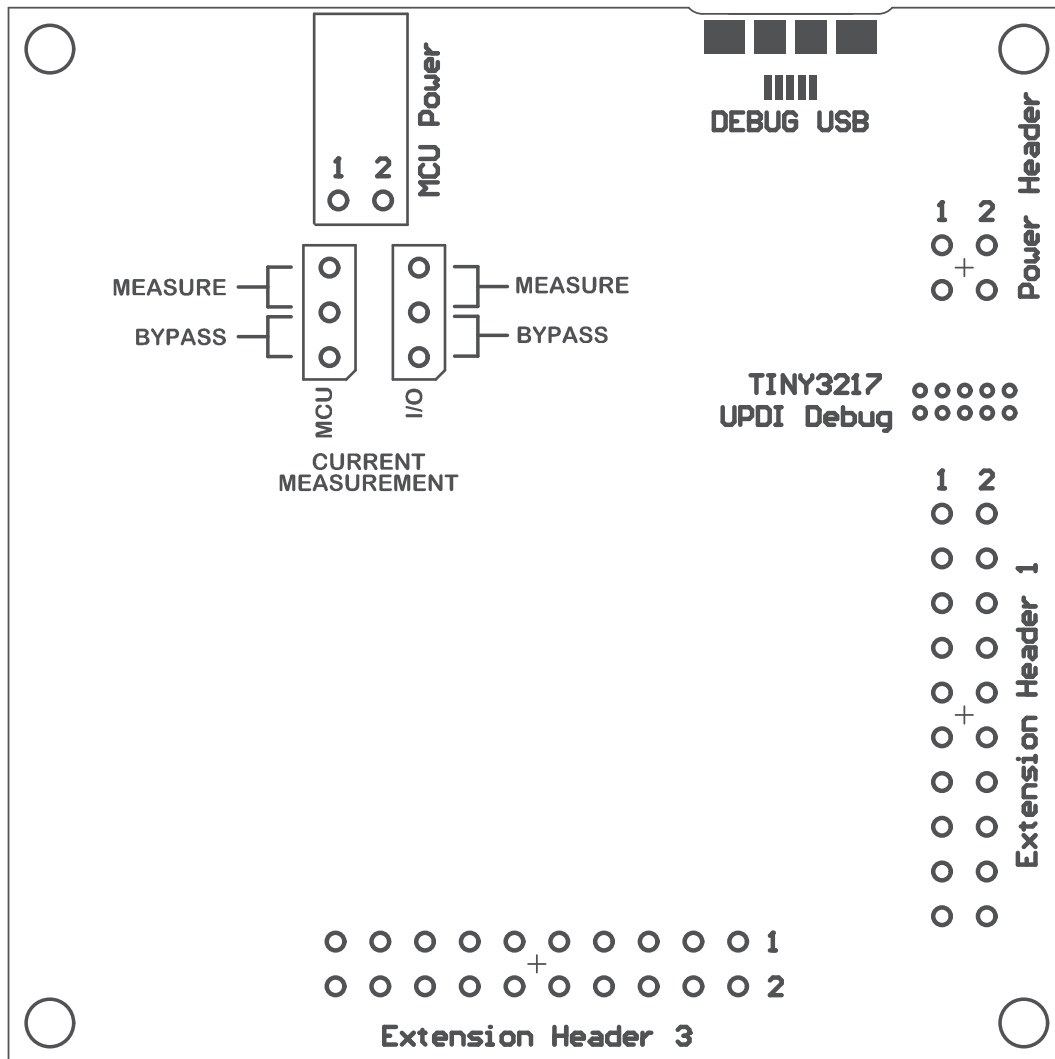 DEBUG USB
MCU Power
1 2
Power Header
1 2
MEASURE
MEASURE
BYPASS
BYPASS
MCU
I/O
CURRENT
MEASUREMENT
TINY3217
UPDI Debug
1 2
Extension Header 1
1
2
Extension Header 3